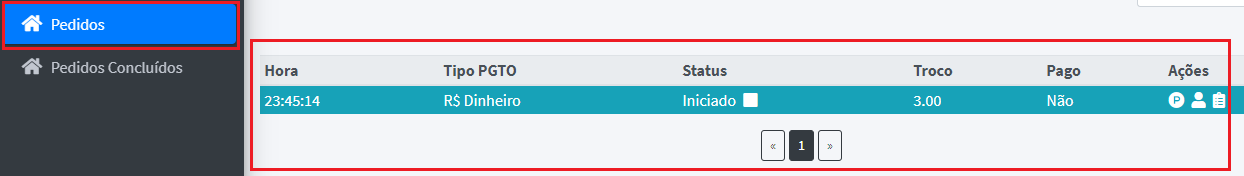 Pedidos
Pedidos Concluídos
Hora Tipo PGTO Status Troco Pago Ações
23:45:14 R$ Dinheiro Iniciado 3.00 Não P
« 1 »